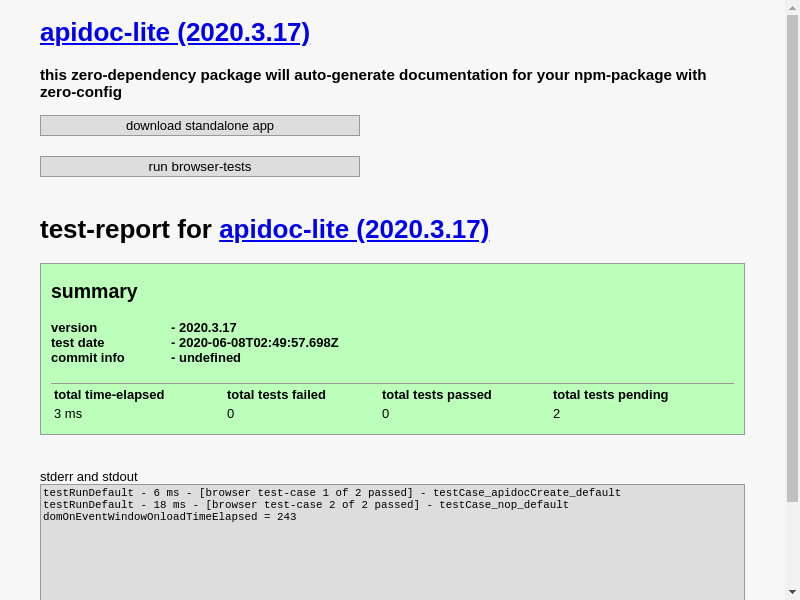 apidoc-lite (2020.3.17)
this zero-dependency package will auto-generate documentation for your npm-package with
zero-config
download standalone app
run browser-tests
test-report for apidoc-lite (2020.3.17)
summary
version - 2020.3.17
test date - 2020-06-08T02:49:57.698Z
commit info - undefined
total time-elapsed total tests failed total tests passed total tests pending
3 ms 0 0 2
stderr and stdout
testRunDefault - 6 ms - [browser test-case 1 of 2 passed] - testCase_apidocCreate_default
testRunDefault - 18 ms - [browser test-case 2 of 2 passed] - testCase_nop_default
domOnEventWindowOnloadTimeElapsed = 243